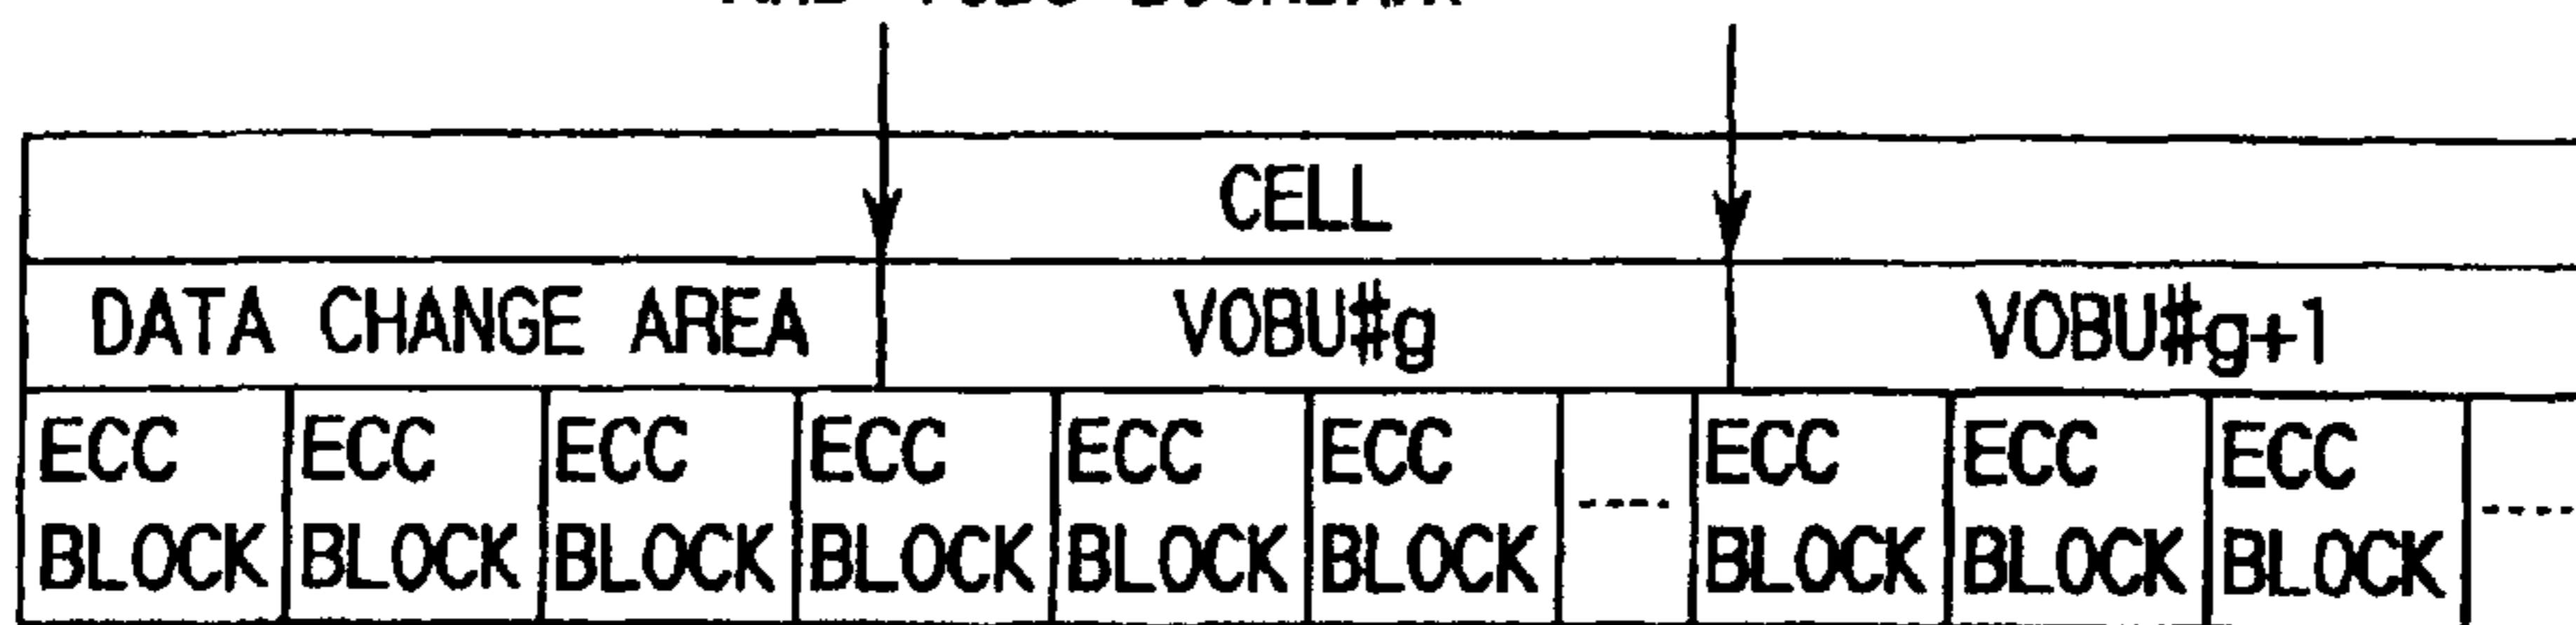 CELL
DATA CHANGE AREA VOBU#g VOBU#g+1
ECC ECC ECC ECC ECC ECC ECC ECC ECC
BLOCK BLOCK BLOCK BLOCK BLOCK BLOCK ---- BLOCK BLOCK BLOCK ----